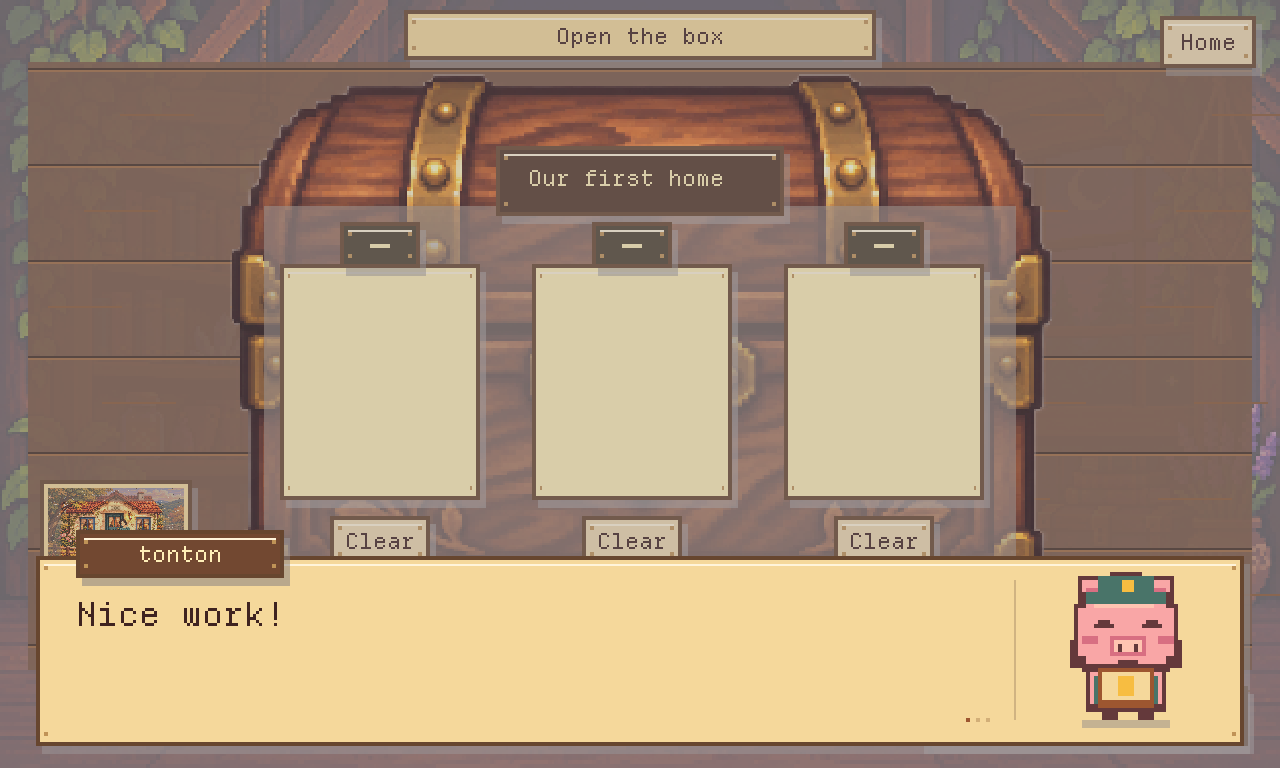 Open the box
Home
Our first home
Clear
Clear
Clear
tonton
Nice work!